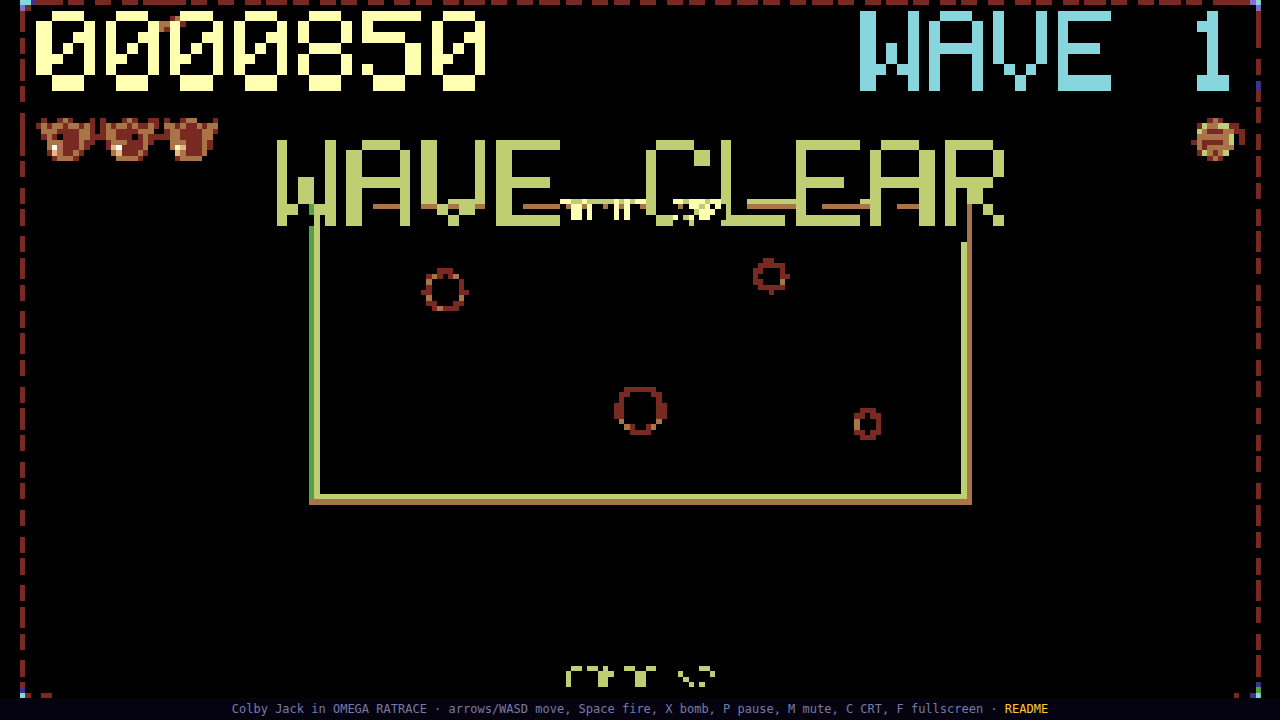 0000850 WAVE 1
WAVE CLEAR
Colby Jack in OMEGA RATRACE · arrows/WASD move, Space fire, X bomb, P pause, M mute, C CRT, F fullscreen · README